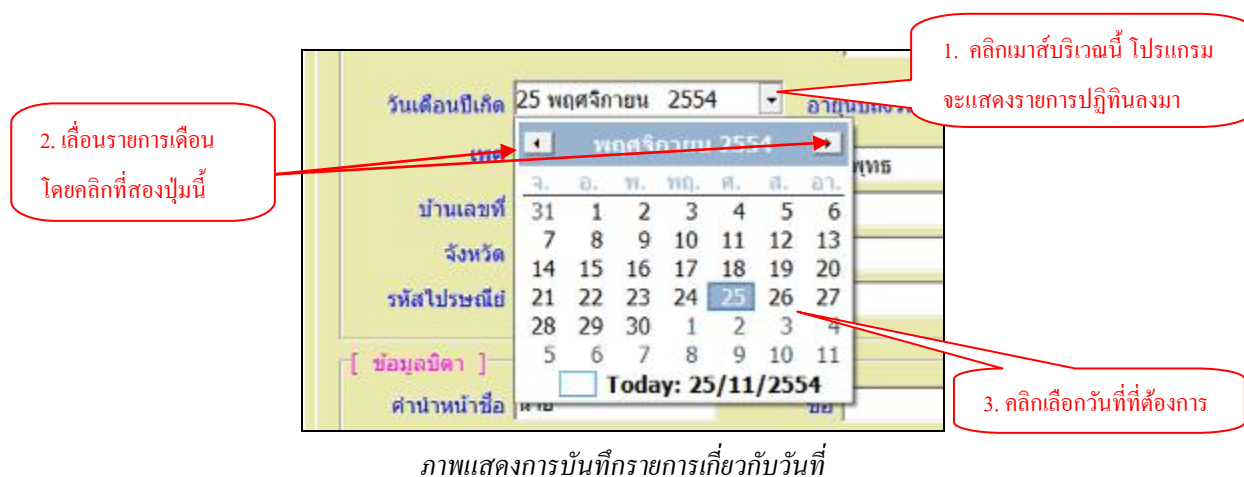 1. คลิกเมาส์บริเวณนี้ โปรแกรม
จะแสดงรายการปฏิทินลงมา
วันเดือนปีเกิด 25 พฤศจิกายน 2554
2. เลื่อนรายการเดือน
โดยคลิกที่สองปุ่มนี้
เพศ พฤศจิกายน 2554
พุทธ
จ. อ. พ. พฤ. ศ. ส. อา.
บ้านเลขที่ 31 1 2 3 4 5 6
จังหวัด 7 8 9 10 11 12 13
14 15 16 17 18 19 20
รหัสไปรษณีย์ 21 22 23 24 25 26 27
28 29 30 1 2 3 4
[ ข้อมูลบิดา ] 5 6 7 8 9 10 11
Today: 25/11/2554
คำนำหน้าชื่อ นาย ชื่อ
3. คลิกเลือกวันที่ที่ต้องการ
ภาพแสดงการบันทึกรายการเกี่ยวกับวันที่